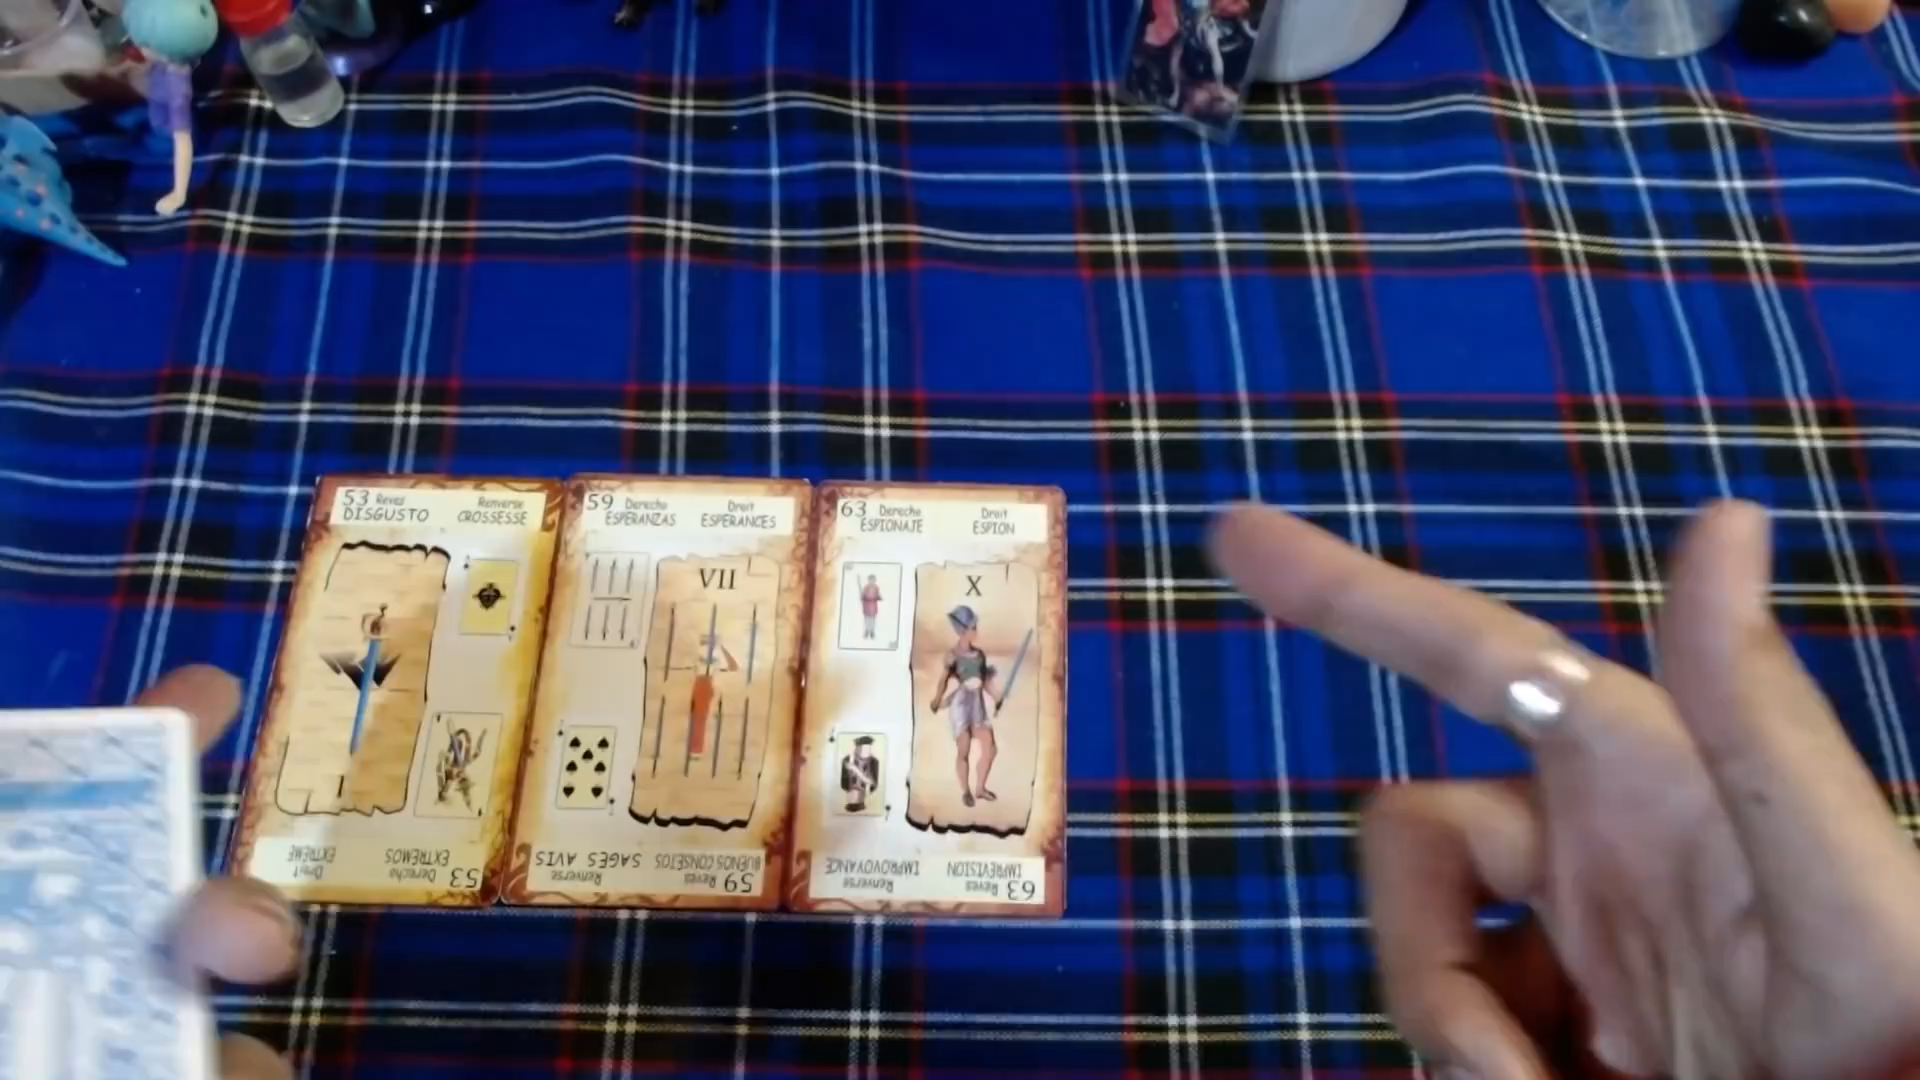 53 Reves Renverse
DISGUSTO CROSSESSE
I
EXTREME EXTREMOS
Droit Derecho 53
59 Derecho Droit
ESPERANZAS ESPERANCES
VII
SAGES AVIS BUENOS CONSEJOS
Renverse Reves 59
63 Derecho Droit
ESPIONAJE ESPION
X
IMPROVOYANCE IMPREVISION
Renverse Reves 63